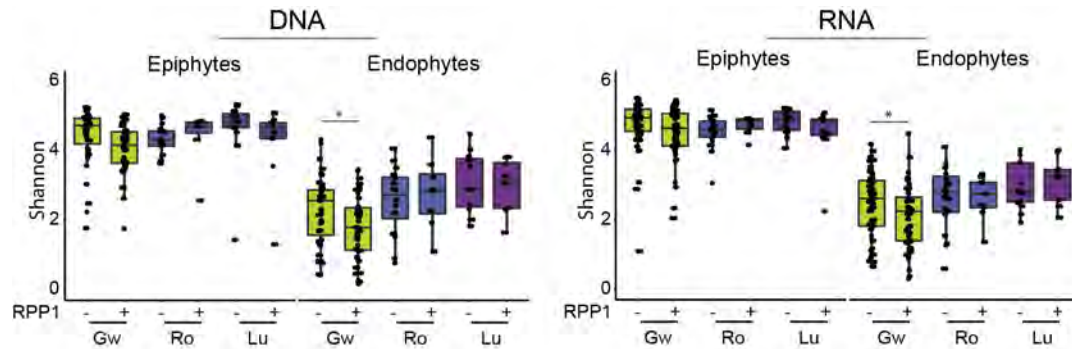 DNA
RNA
Epiphytes Endophytes
Epiphytes Endophytes
6
4
2
0
Shannon
*
6
4
2
0
Shannon
*
RPP1 - + - + - + - + - + - +
Gw Ro Lu Gw Ro Lu
RPP1 - + - + - + - + - + - +
Gw Ro Lu Gw Ro Lu